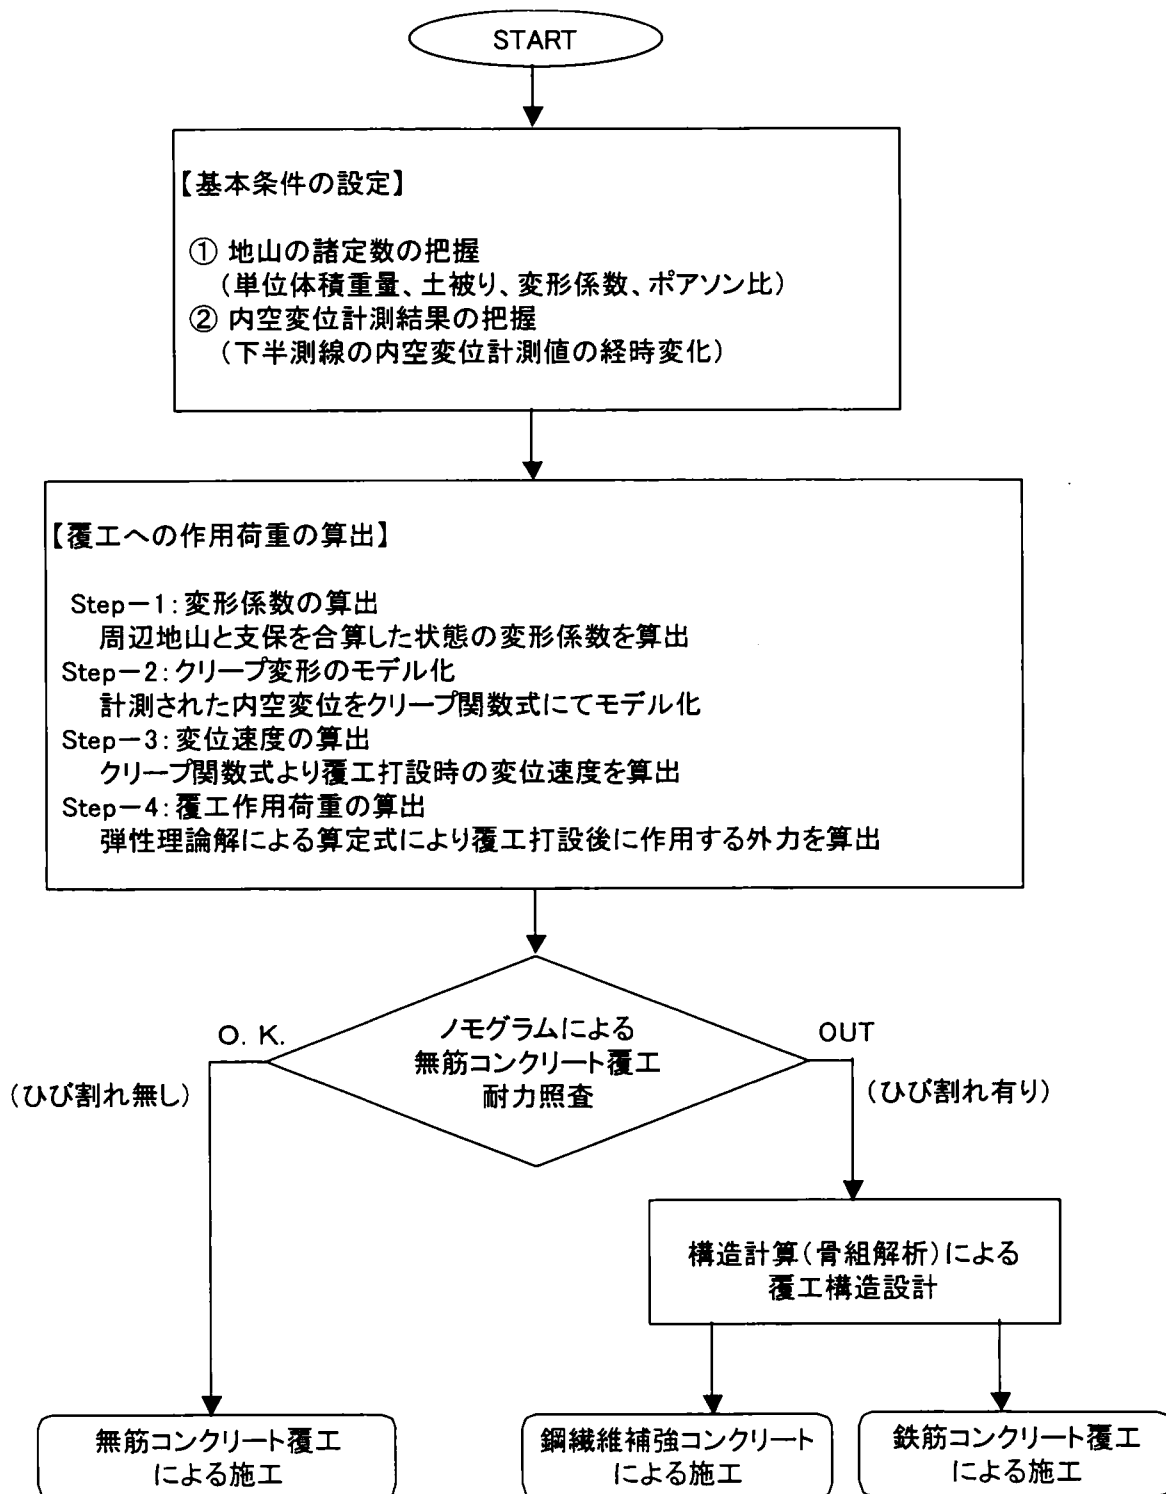 START
【基本条件の設定】
① 地山の諸定数の把握
（単位体積重量、土被り、変形係数、ポアソン比）
② 内空変位計測結果の把握
（下半測線の内空変位計測値の経時変化）
【覆工への作用荷重の算出】
Step－1：変形係数の算出
周辺地山と支保を合算した状態の変形係数を算出
Step－2：クリープ変形のモデル化
計測された内空変位をクリープ関数式にてモデル化
Step－3：変位速度の算出
クリープ関数式より覆工打設時の変位速度を算出
Step－4：覆工作用荷重の算出
弾性理論解による算定式により覆工打設後に作用する外力を算出
ノモグラムによる
無筋コンクリート覆工
耐力照査
O. K.
（ひび割れ無し）
OUT
（ひび割れ有り）
構造計算（骨組解析）による
覆工構造設計
無筋コンクリート覆工
による施工
鋼繊維補強コンクリート
による施工
鉄筋コンクリート覆工
による施工